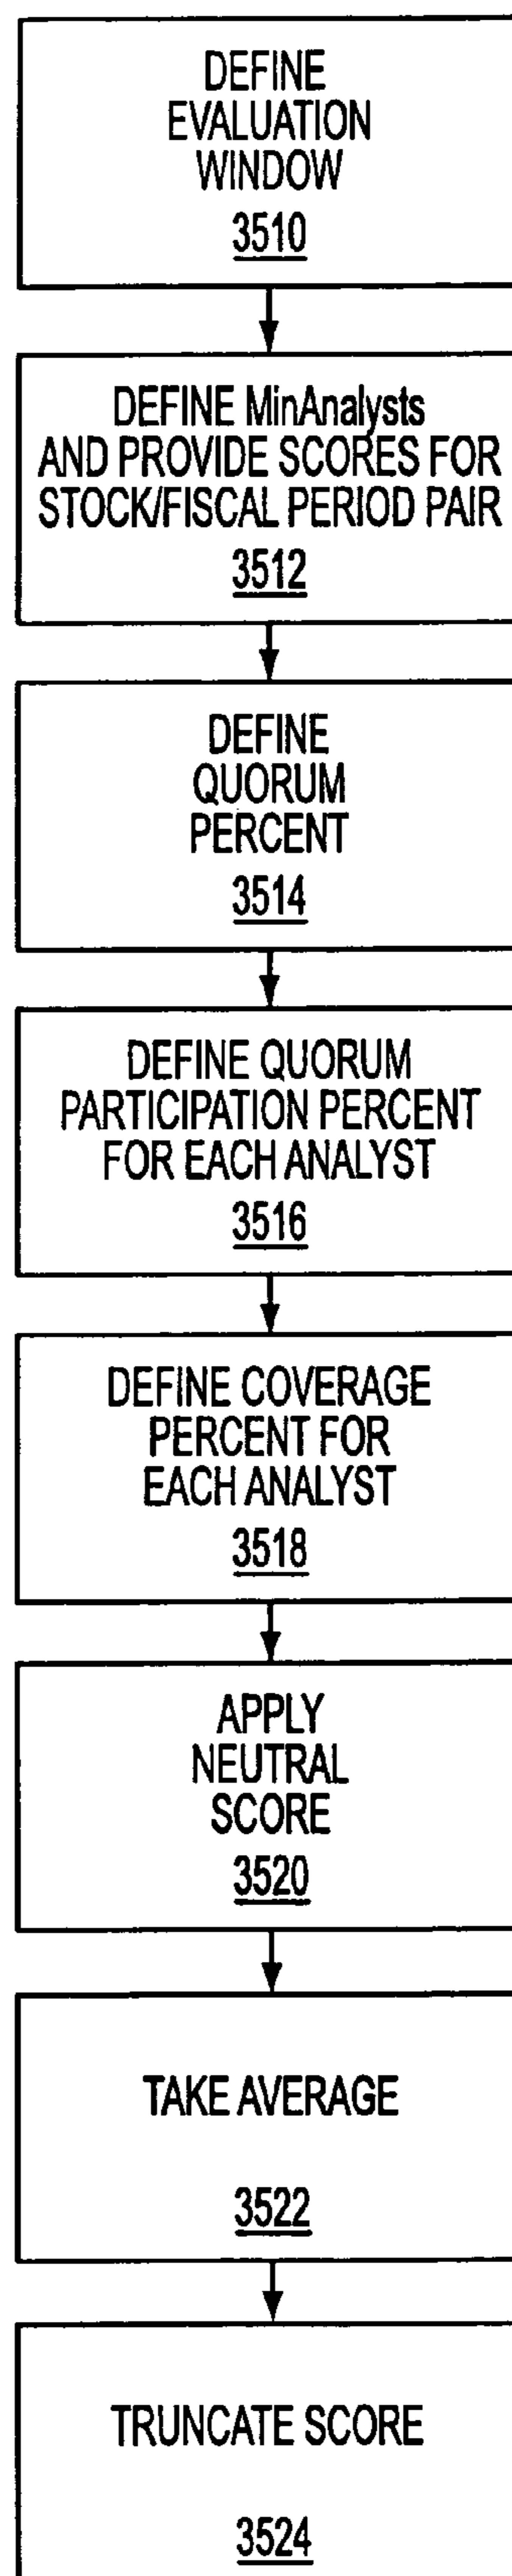 DEFINE
EVALUATION
WINDOW
3510
DEFINE MinAnalysts
AND PROVIDE SCORES FOR
STOCK/FISCAL PERIOD PAIR
3512
DEFINE
QUORUM
PERCENT
3514
DEFINE QUORUM
PARTICIPATION PERCENT
FOR EACH ANALYST
3516
DEFINE COVERAGE
PERCENT FOR
EACH ANALYST
3518
APPLY
NEUTRAL
SCORE
3520
TAKE AVERAGE
3522
TRUNCATE SCORE
3524